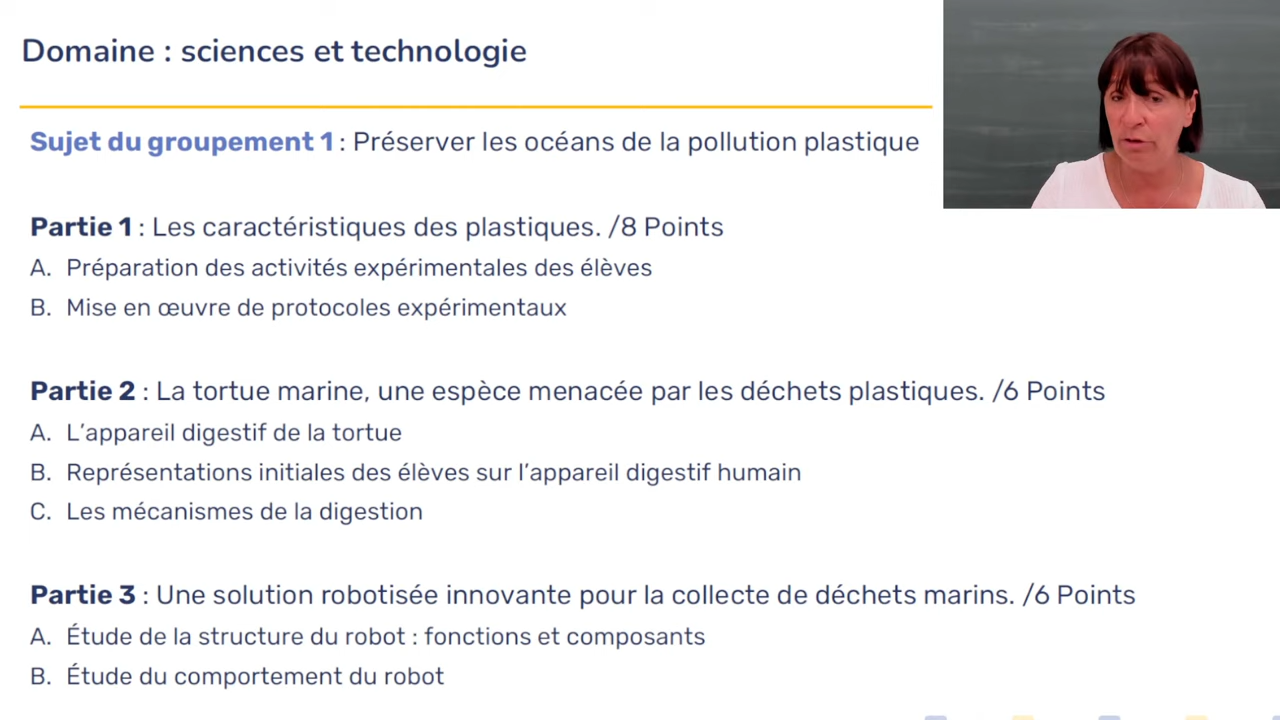 Domaine : sciences et technologie
Sujet du groupement 1 : Préserver les océans de la pollution plastique
Partie 1 : Les caractéristiques des plastiques. /8 Points
A. Préparation des activités expérimentales des élèves
B. Mise en œuvre de protocoles expérimentaux
Partie 2 : La tortue marine, une espèce menacée par les déchets plastiques. /6 Points
A. L'appareil digestif de la tortue
B. Représentations initiales des élèves sur l'appareil digestif humain
C. Les mécanismes de la digestion
Partie 3 : Une solution robotisée innovante pour la collecte de déchets marins. /6 Points
A. Étude de la structure du robot : fonctions et composants
B. Étude du comportement du robot